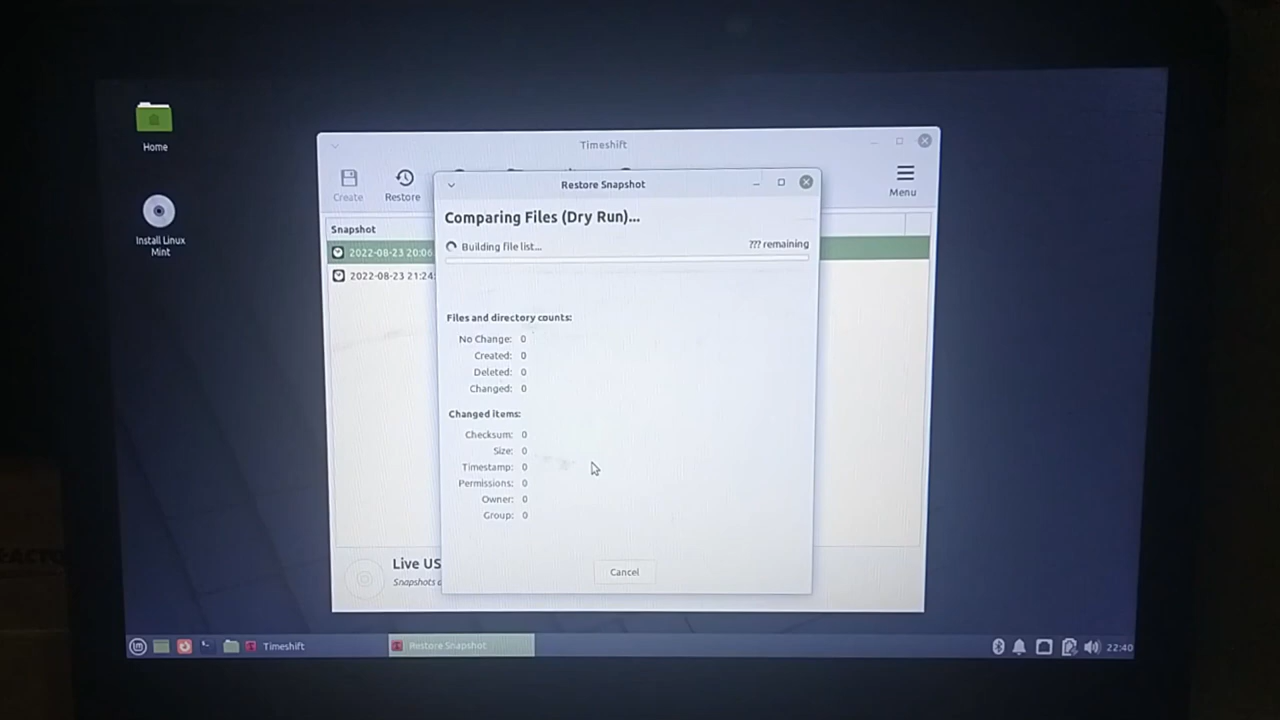 Home
Install Linux
Mint
Timeshift
Create
Restore
Menu
Snapshot
2022-08-23 20:06
2022-08-23 21:24
Restore Snapshot
Comparing Files (Dry Run)...
Building file list...
??? remaining
Files and directory counts:
No Change: 0
Created: 0
Deleted: 0
Changed: 0
Changed items:
Checksum: 0
Size: 0
Timestamp: 0
Permissions: 0
Owner: 0
Group: 0
Cancel
Live US
Snapshots
Timeshift
Restore Snapshot
22:40